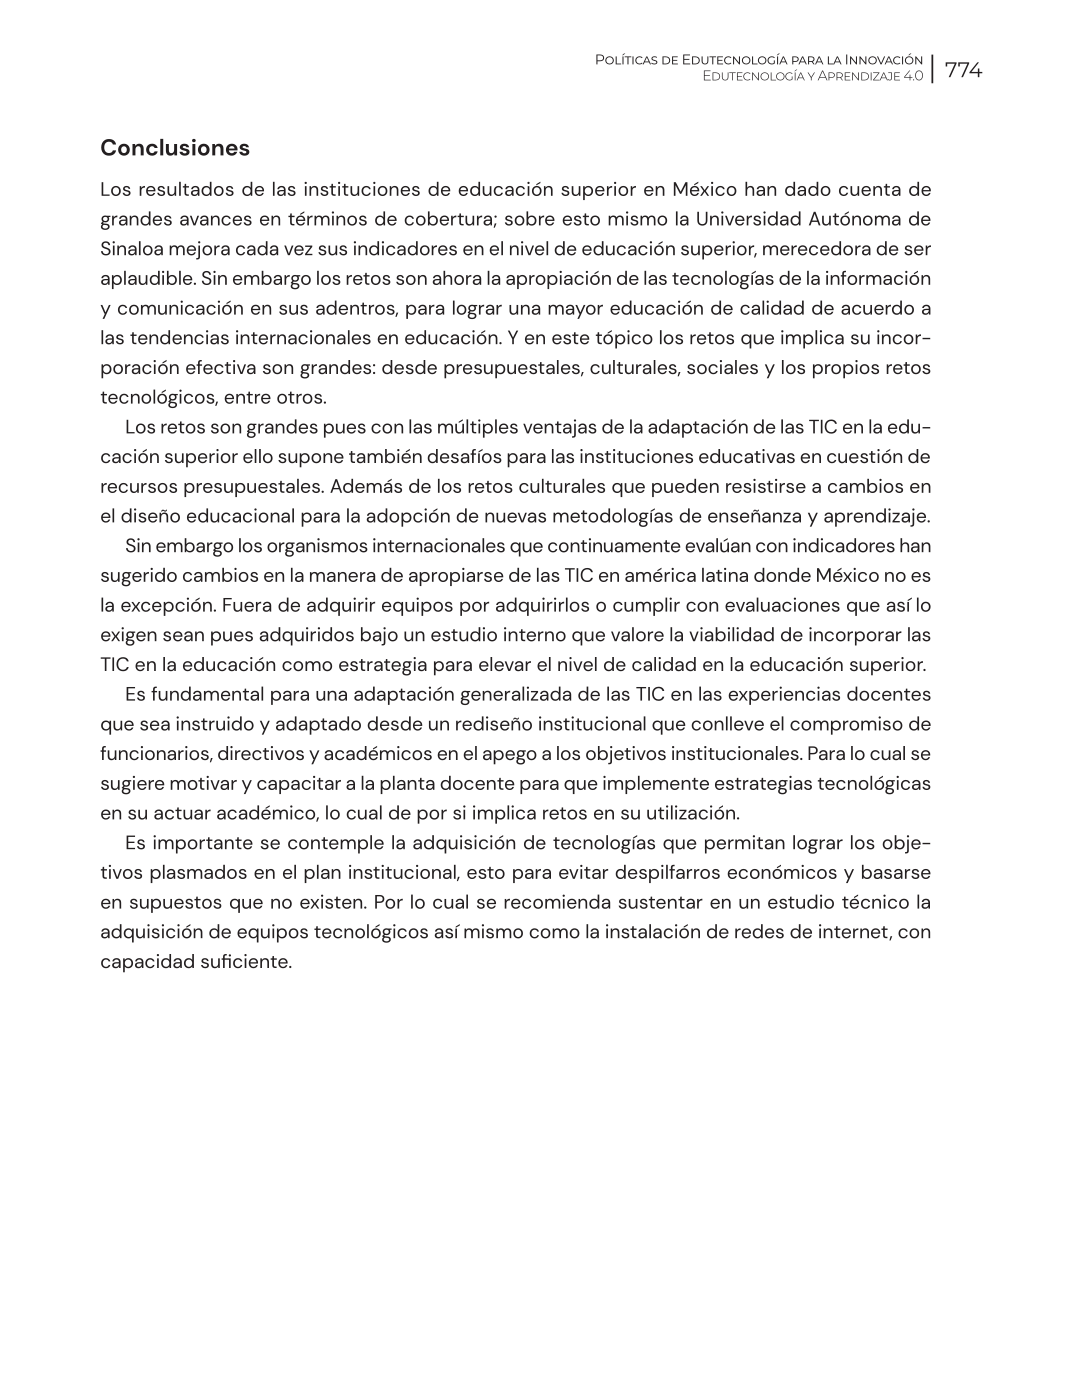 Políticas de Edutecnología para la Innovación
Edutecnología y Aprendizaje 4.0
774
Conclusiones
Los resultados de las instituciones de educación superior en México han dado cuenta de
grandes avances en términos de cobertura; sobre esto mismo la Universidad Autónoma de
Sinaloa mejora cada vez sus indicadores en el nivel de educación superior, merecedora de ser
aplaudible. Sin embargo los retos son ahora la apropiación de las tecnologías de la información
y comunicación en sus adentros, para lograr una mayor educación de calidad de acuerdo a
las tendencias internacionales en educación. Y en este tópico los retos que implica su incor-
poración efectiva son grandes: desde presupuestales, culturales, sociales y los propios retos
tecnológicos, entre otros.
Los retos son grandes pues con las múltiples ventajas de la adaptación de las TIC en la edu-
cación superior ello supone también desafíos para las instituciones educativas en cuestión de
recursos presupuestales. Además de los retos culturales que pueden resistirse a cambios en
el diseño educacional para la adopción de nuevas metodologías de enseñanza y aprendizaje.
Sin embargo los organismos internacionales que continuamente evalúan con indicadores han
sugerido cambios en la manera de apropiarse de las TIC en américa latina donde México no es
la excepción. Fuera de adquirir equipos por adquirirlos o cumplir con evaluaciones que así lo
exigen sean pues adquiridos bajo un estudio interno que valore la viabilidad de incorporar las
TIC en la educación como estrategia para elevar el nivel de calidad en la educación superior.
Es fundamental para una adaptación generalizada de las TIC en las experiencias docentes
que sea instruido y adaptado desde un rediseño institucional que conlleve el compromiso de
funcionarios, directivos y académicos en el apego a los objetivos institucionales. Para lo cual se
sugiere motivar y capacitar a la planta docente para que implemente estrategias tecnológicas
en su actuar académico, lo cual de por si implica retos en su utilización.
Es importante se contemple la adquisición de tecnologías que permitan lograr los obje-
tivos plasmados en el plan institucional, esto para evitar despilfarros económicos y basarse
en supuestos que no existen. Por lo cual se recomienda sustentar en un estudio técnico la
adquisición de equipos tecnológicos así mismo como la instalación de redes de internet, con
capacidad suficiente.